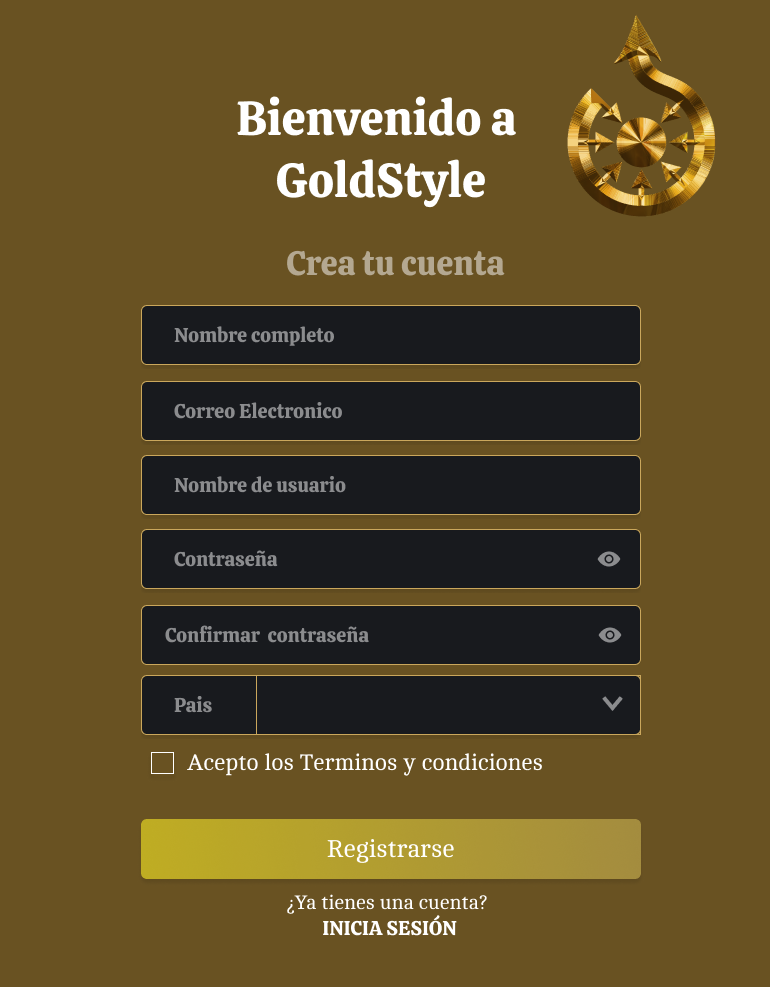 Bienvenido a
GoldStyle
Crea tu cuenta
Nombre completo
Correo Electronico
Nombre de usuario
Contraseña
Confirmar contraseña
Pais
Acepto los Terminos y condiciones
Registrarse
¿Ya tienes una cuenta?
INICIA SESIÓN